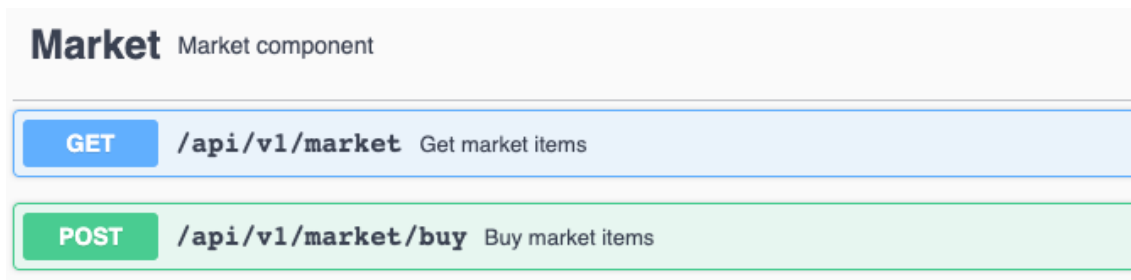 Market Market component
GET /api/v1/market Get market items
POST /api/v1/market/buy Buy market items